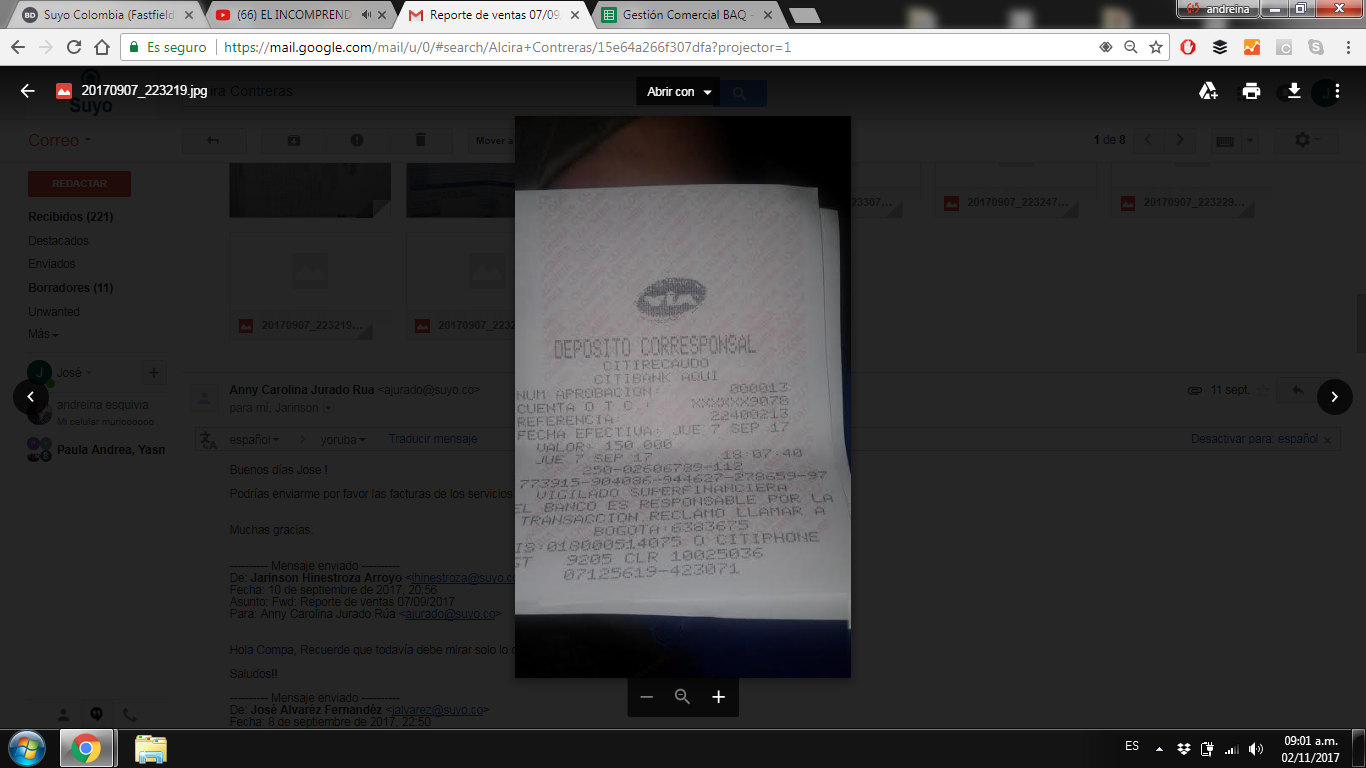 Suyo Colombia (Fastfield
(66) EL INCOMPREND
Reporte de ventas 07/09
Gestión Comercial BAQ -
andreina
Es seguro
https://mail.google.com/mail/u/0/#search/Alcira+Contreras/15e64a266f307dfa?projector=1
20170907_223219.jpg
ira Contreras
Abrir con
Suyo
Correo
Mover a
1 de 8
REDACTAR
Recibidos (221)
Destacados
Enviados
Borradores (11)
Unwanted
Más
José
andreina esquivia
Mi celular muriooooo
Paula Andrea, Yasn
23307...
20170907_223247...
20170907_223229...
20170907_223219...
20170907_223
Anny Carolina Jurado Rua <ajurado@suyo.co>
para mí, Jarinson
11 sept.
español
yoruba
Traducir mensaje
Desactivar para: español x
Buenos días Jose !
Podrías enviarme por favor las facturas de los servicios
Muchas gracias.
---------- Mensaje enviado ----------
De: Jarinson Hinestroza Arroyo <jhinestroza@suyo.co
Fecha: 10 de septiembre de 2017, 20:56
Asunto: Fwd: Reporte de ventas 07/09/2017
Para: Anny Carolina Jurado Rúa <ajurado@suyo.co>
Hola Compa, Recuerde que todavía debe mirar solo lo
Saludos!!
---------- Mensaje enviado ----------
De: José Alvaréz Fernandéz <jalvarez@suyo.co>
Fecha: 8 de septiembre de 2017, 22:50
DEPOSITO CORRESPONSAL
CITIRECAUDO
CITIBANK AQUI
NUM APROBACION: 000013
CUENTA O T.C : XXXXXX9078
REFERENCIA: 22400213
FECHA EFECTIVA: JUE 7 SEP 17
VALOR: 150.000
JUE 7 SEP 17 18:07:40
250-02606789-112
773915-904086-944627-278659-97
VIGILADO SUPERFINANCIERA
EL BANCO ES RESPONSABLE POR LA
TRANSACCION.RECLAMO LLAMAR A
BOGOTA:6383675
IS:018000514075 O CITIPHONE
ST 9205 CLR 10025036
07125619-423071
ES
09:01 a.m.
02/11/2017